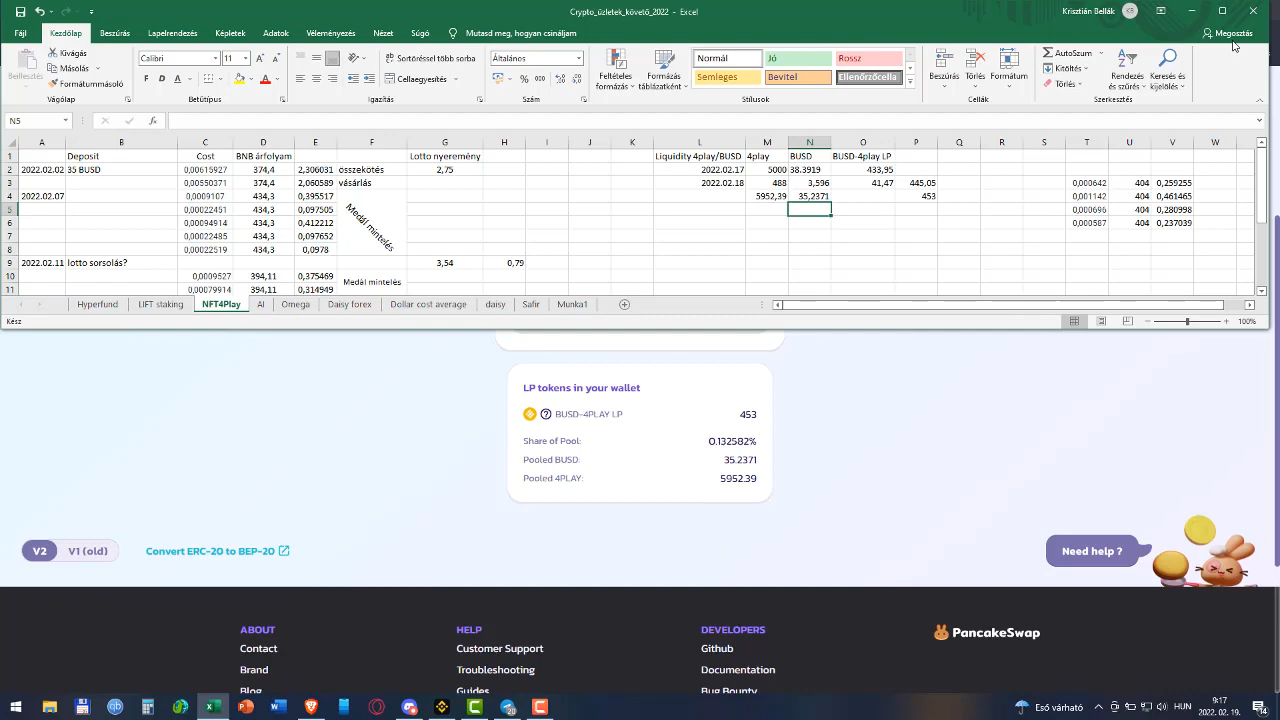 Crypto_üzletek_követő_2022 - Excel
Krisztián Bellák KB
Fájl Kezdőlap Beszúrás Lapelrendezés Képletek Adatok Véleményezés Nézet Súgó Mutasd meg, hogyan csináljam Megosztás
Beillesztés Kivágás Másolás Formátummásoló
Vágólap
Calibri 11
F D A
Betűtípus
Sortöréssel több sorba
Cellaegyesítés
Igazítás
Általános
% 000
Szám
Feltételes formázás Formázás táblázatként
Normál Jó Rossz
Semleges Bevitel Ellenőrzőcella
Stílusok
Beszúrás Törlés Formátum
Cellák
AutoSzum
Kitöltés
Törlés
Rendezés és szűrés Keresés és kijelölés
Szerkesztés
N5 fx
A B C D E F G H I J K L M N O P Q R S T U V W
1 Deposit Cost BNB árfolyam Lotto nyeremény Liquidity 4play/BUSD 4play BUSD BUSD-4play LP
2 2022.02.02 35 BUSD 0,00615927 374,4 2,306031 összekötés 2,75 2022.02.17 5000 38.3919 433,95
3 0,00550371 374,4 2,060589 vásárlás 2022.02.18 488 3,596 41,47 445,05 0,000642 404 0,259255
4 2022.02.07 0,0009107 434,3 0,395517 Medál mintelés 5952,39 35,2371 453 0,001142 404 0,461465
5 0,00022451 434,3 0,097505 0,000696 404 0,280998
6 0,00094914 434,3 0,412212 0,000587 404 0,237039
7 0,00022485 434,3 0,097652
8 0,00022519 434,3 0,0978
9 2022.02.11 lotto sorsolás? 3,54 0,79
10 0,0009527 394,11 0,375469 Medál mintelés
11 0,00079914 394,11 0,314949
Hyperfund LIFT staking NFT4Play AI Omega Daisy forex Dollar cost average daisy Safir Munka1
Kész 100%
LP tokens in your wallet
BUSD-4PLAY LP 453
Share of Pool: 0.132582%
Pooled BUSD: 35.2371
Pooled 4PLAY: 5952.39
V2 V1 (old) Convert ERC-20 to BEP-20
Need help ?
ABOUT HELP DEVELOPERS
PancakeSwap
Contact Customer Support Github
Brand Troubleshooting Documentation
Blog Guides Bug Bounty
Eső várható HUN 9:17
2022. 02. 19.